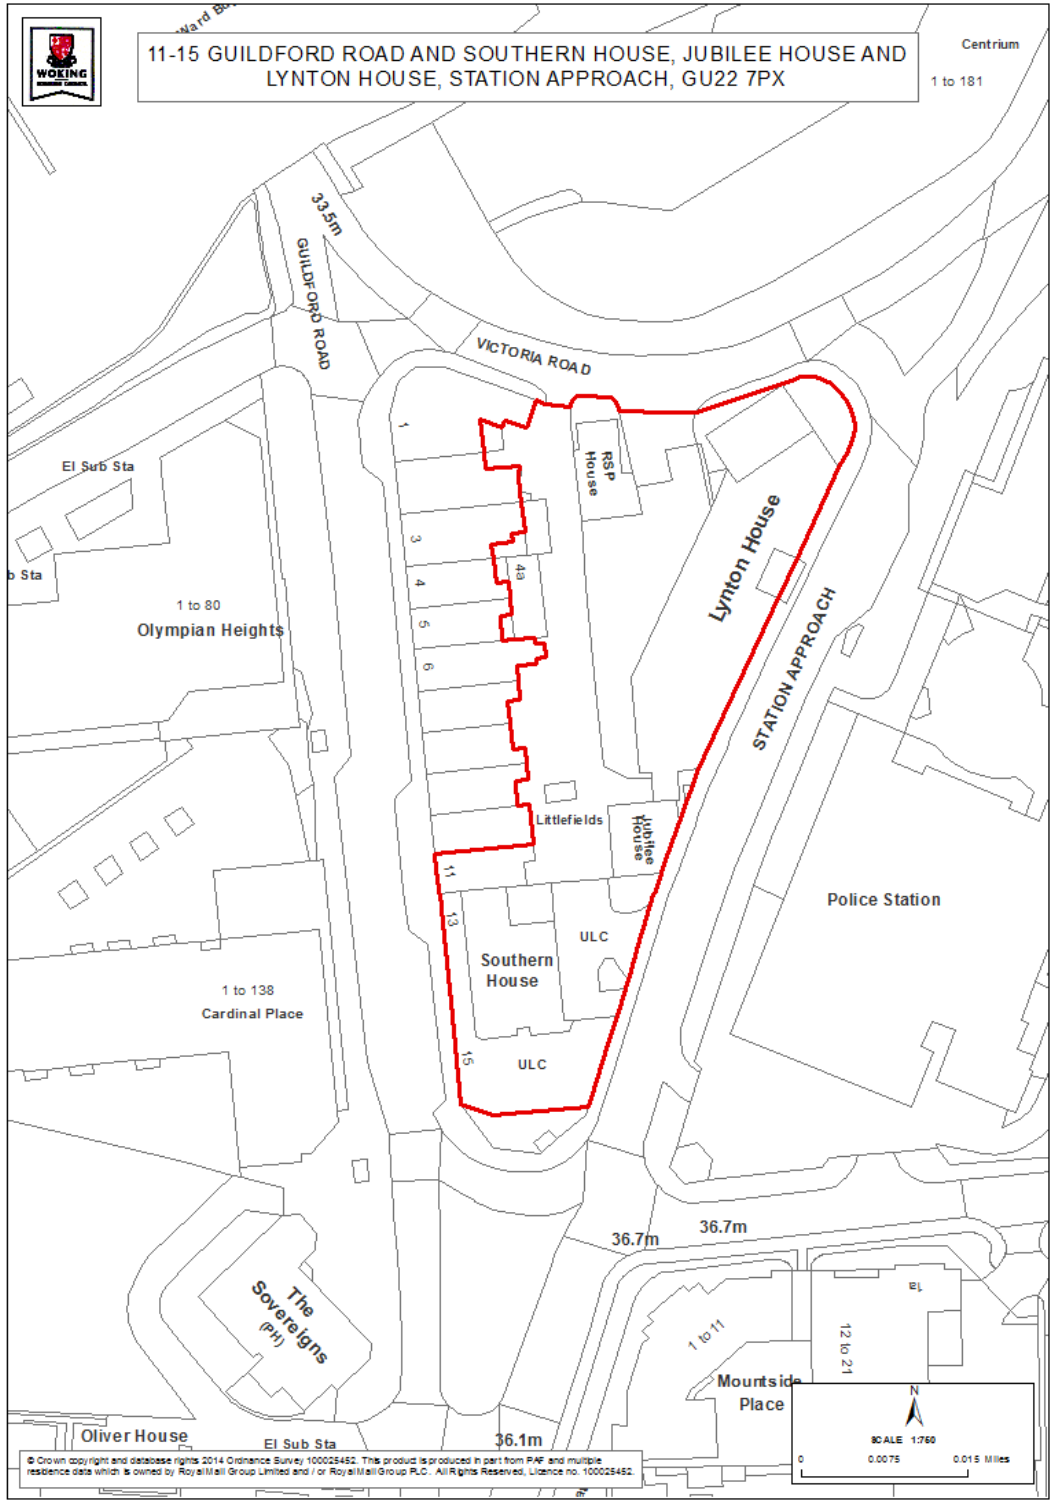 Ward Bo
WOKING
BOROUGH COUNCIL
11-15 GUILDFORD ROAD AND SOUTHERN HOUSE, JUBILEE HOUSE AND
LYNTON HOUSE, STATION APPROACH, GU22 7PX
Centrium
1 to 181
33.5m
GUILDFORD ROAD
VICTORIA ROAD
1
El Sub Sta
RSP
House
3
4a
4
5
6
b Sta
1 to 80
Olympian Heights
Lynton House
STATION APPROACH
Littlefields
Jubilee
House
11
13
Police Station
ULC
Southern
House
1 to 138
Cardinal Place
15
ULC
36.7m
36.7m
The
Sovereigns
(PH)
1a
1 to 11
12 to 21
Mountside
Place
Oliver House
El Sub Sta
36.1m
N
SCALE 1:750
0 0.0075 0.015 Miles
© Crown copyright and database rights 2014 Ordnance Survey 100025452. This product is produced in part from PAF and multiple
residence data which is owned by Royal Mail Group Limited and / or Royal Mail Group PLC. All Rights Reserved, Licence no. 100025452.